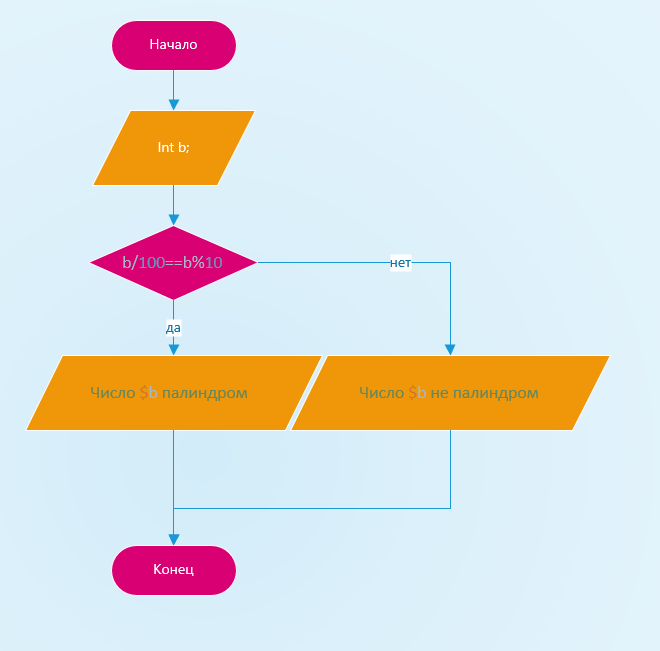 Начало
Int b;
b/100==b%10
нет
да
Число $b палиндром
Число $b не палиндром
Конец